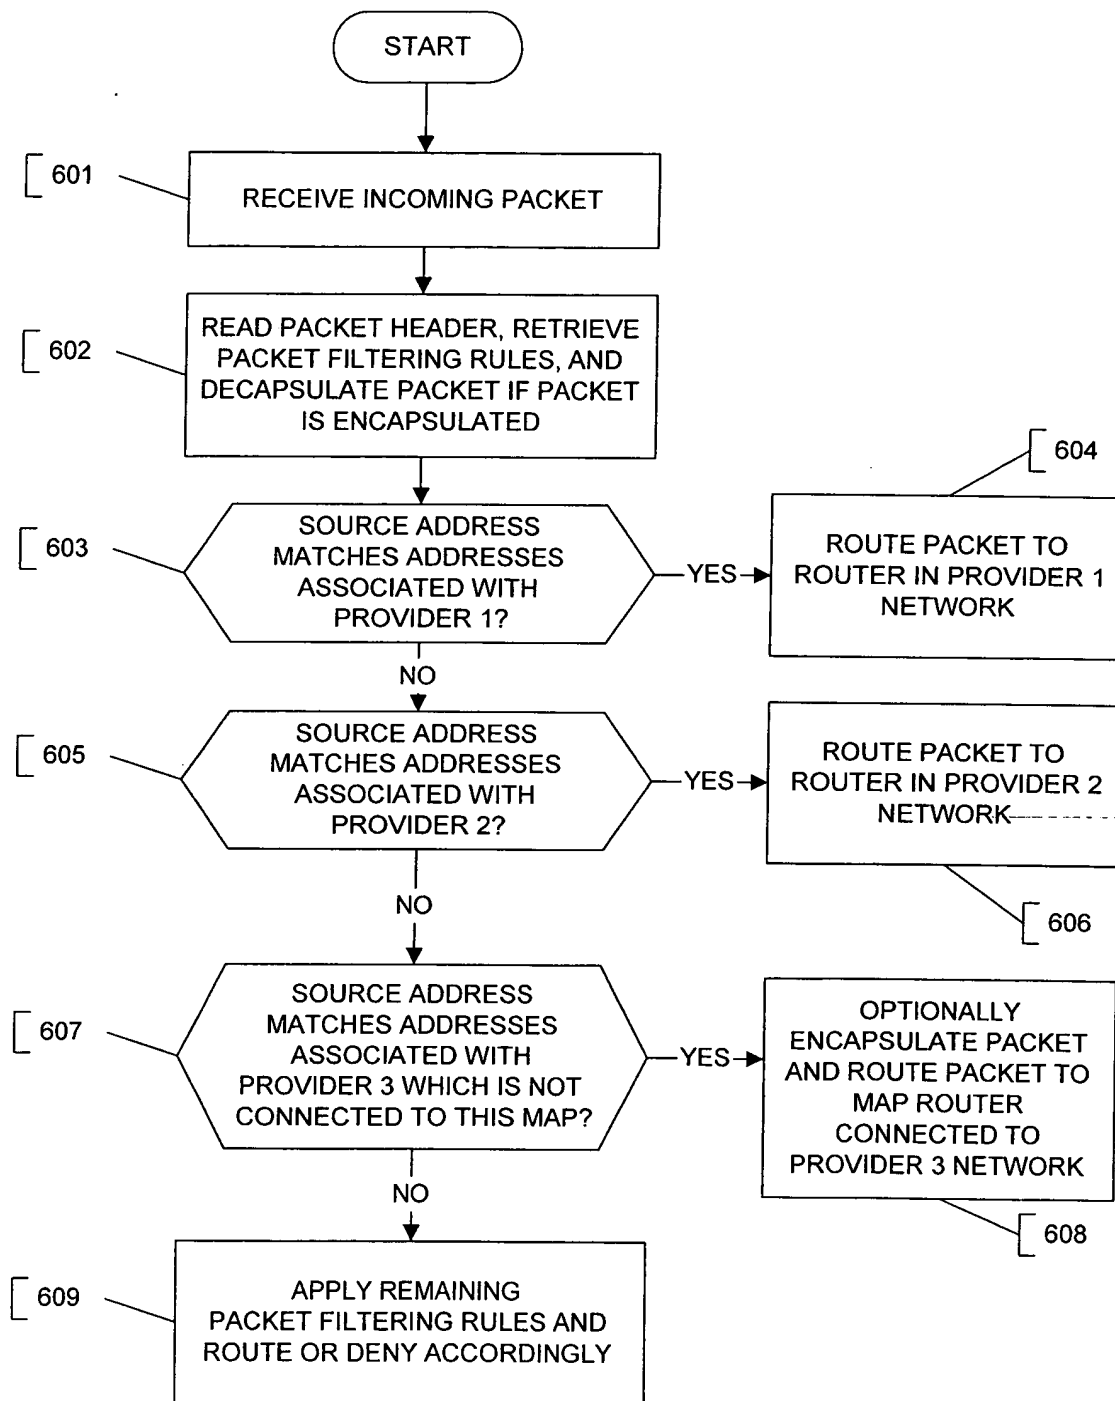 START
601
RECEIVE INCOMING PACKET
602
READ PACKET HEADER, RETRIEVE
PACKET FILTERING RULES, AND
DECAPSULATE PACKET IF PACKET
IS ENCAPSULATED
603
SOURCE ADDRESS
MATCHES ADDRESSES
ASSOCIATED WITH
PROVIDER 1?
YES
604
ROUTE PACKET TO
ROUTER IN PROVIDER 1
NETWORK
NO
605
SOURCE ADDRESS
MATCHES ADDRESSES
ASSOCIATED WITH
PROVIDER 2?
YES
ROUTE PACKET TO
ROUTER IN PROVIDER 2
NETWORK
606
NO
607
SOURCE ADDRESS
MATCHES ADDRESSES
ASSOCIATED WITH
PROVIDER 3 WHICH IS NOT
CONNECTED TO THIS MAP?
YES
OPTIONALLY
ENCAPSULATE PACKET
AND ROUTE PACKET TO
MAP ROUTER
CONNECTED TO
PROVIDER 3 NETWORK
608
NO
609
APPLY REMAINING
PACKET FILTERING RULES AND
ROUTE OR DENY ACCORDINGLY